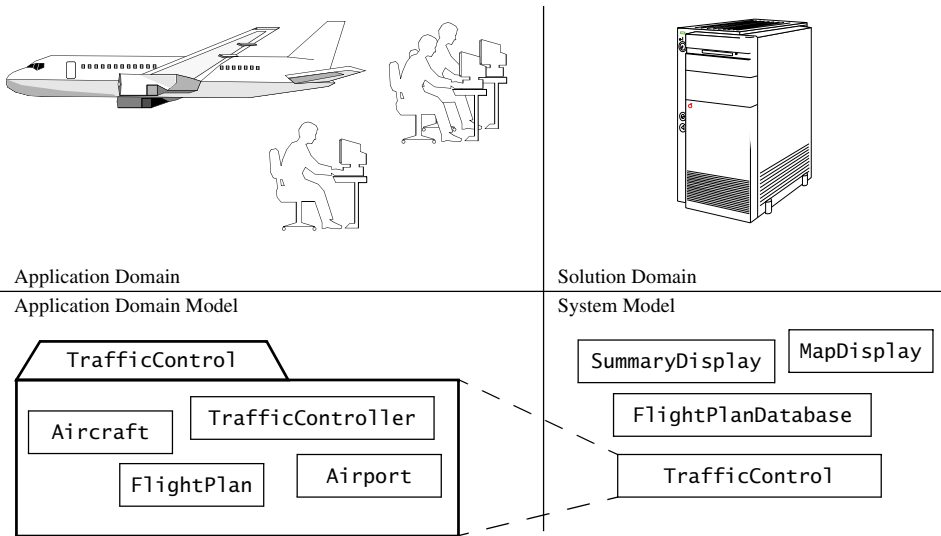 Application Domain
Solution Domain
Application Domain Model
System Model
TrafficControl
SummaryDisplay
MapDisplay
Aircraft
TrafficController
FlightPlanDatabase
FlightPlan
Airport
TrafficControl